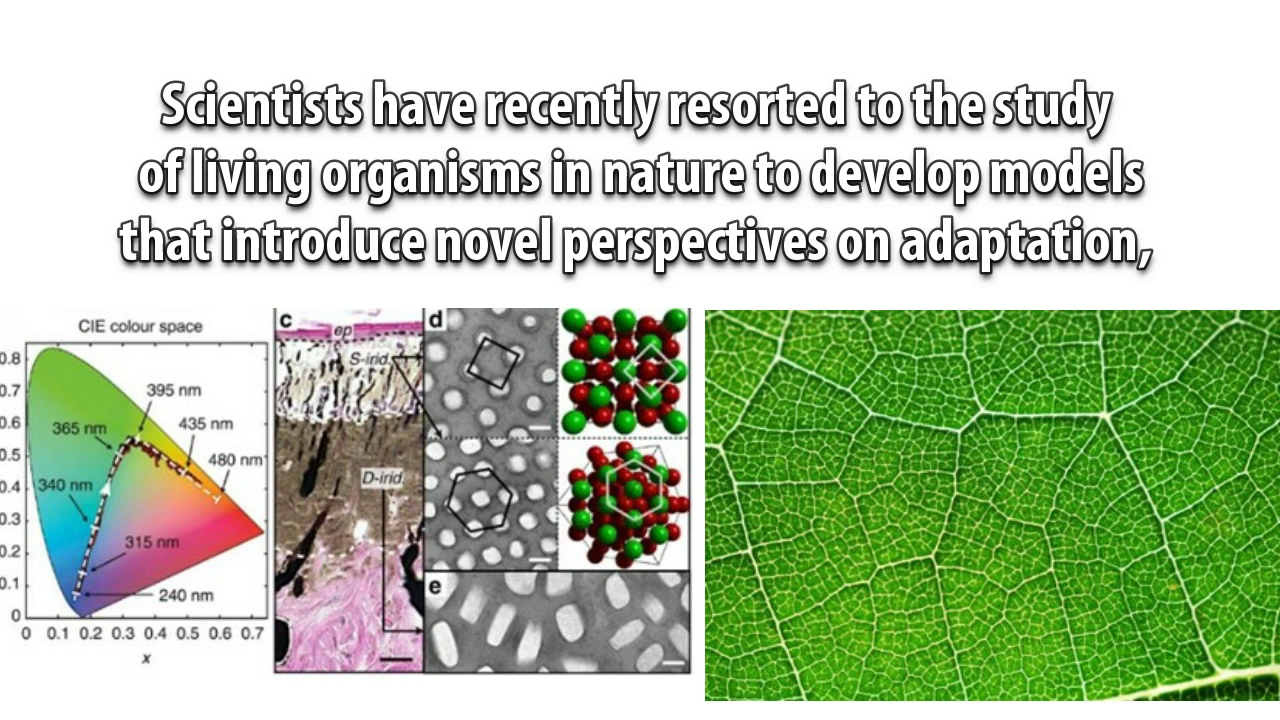 Scientists have recently resorted to the study
of living organisms in nature to develop models
that introduce novel perspectives on adaptation,
CIE colour space
0.8
0.7
0.6
0.5
0.4
0.3
0.2
0.1
0
395 nm
365 nm
435 nm
480 nm
340 nm
315 nm
240 nm
0 0.1 0.2 0.3 0.4 0.5 0.6 0.7
x
c
ep
S-irid.
D-irid.
d
e